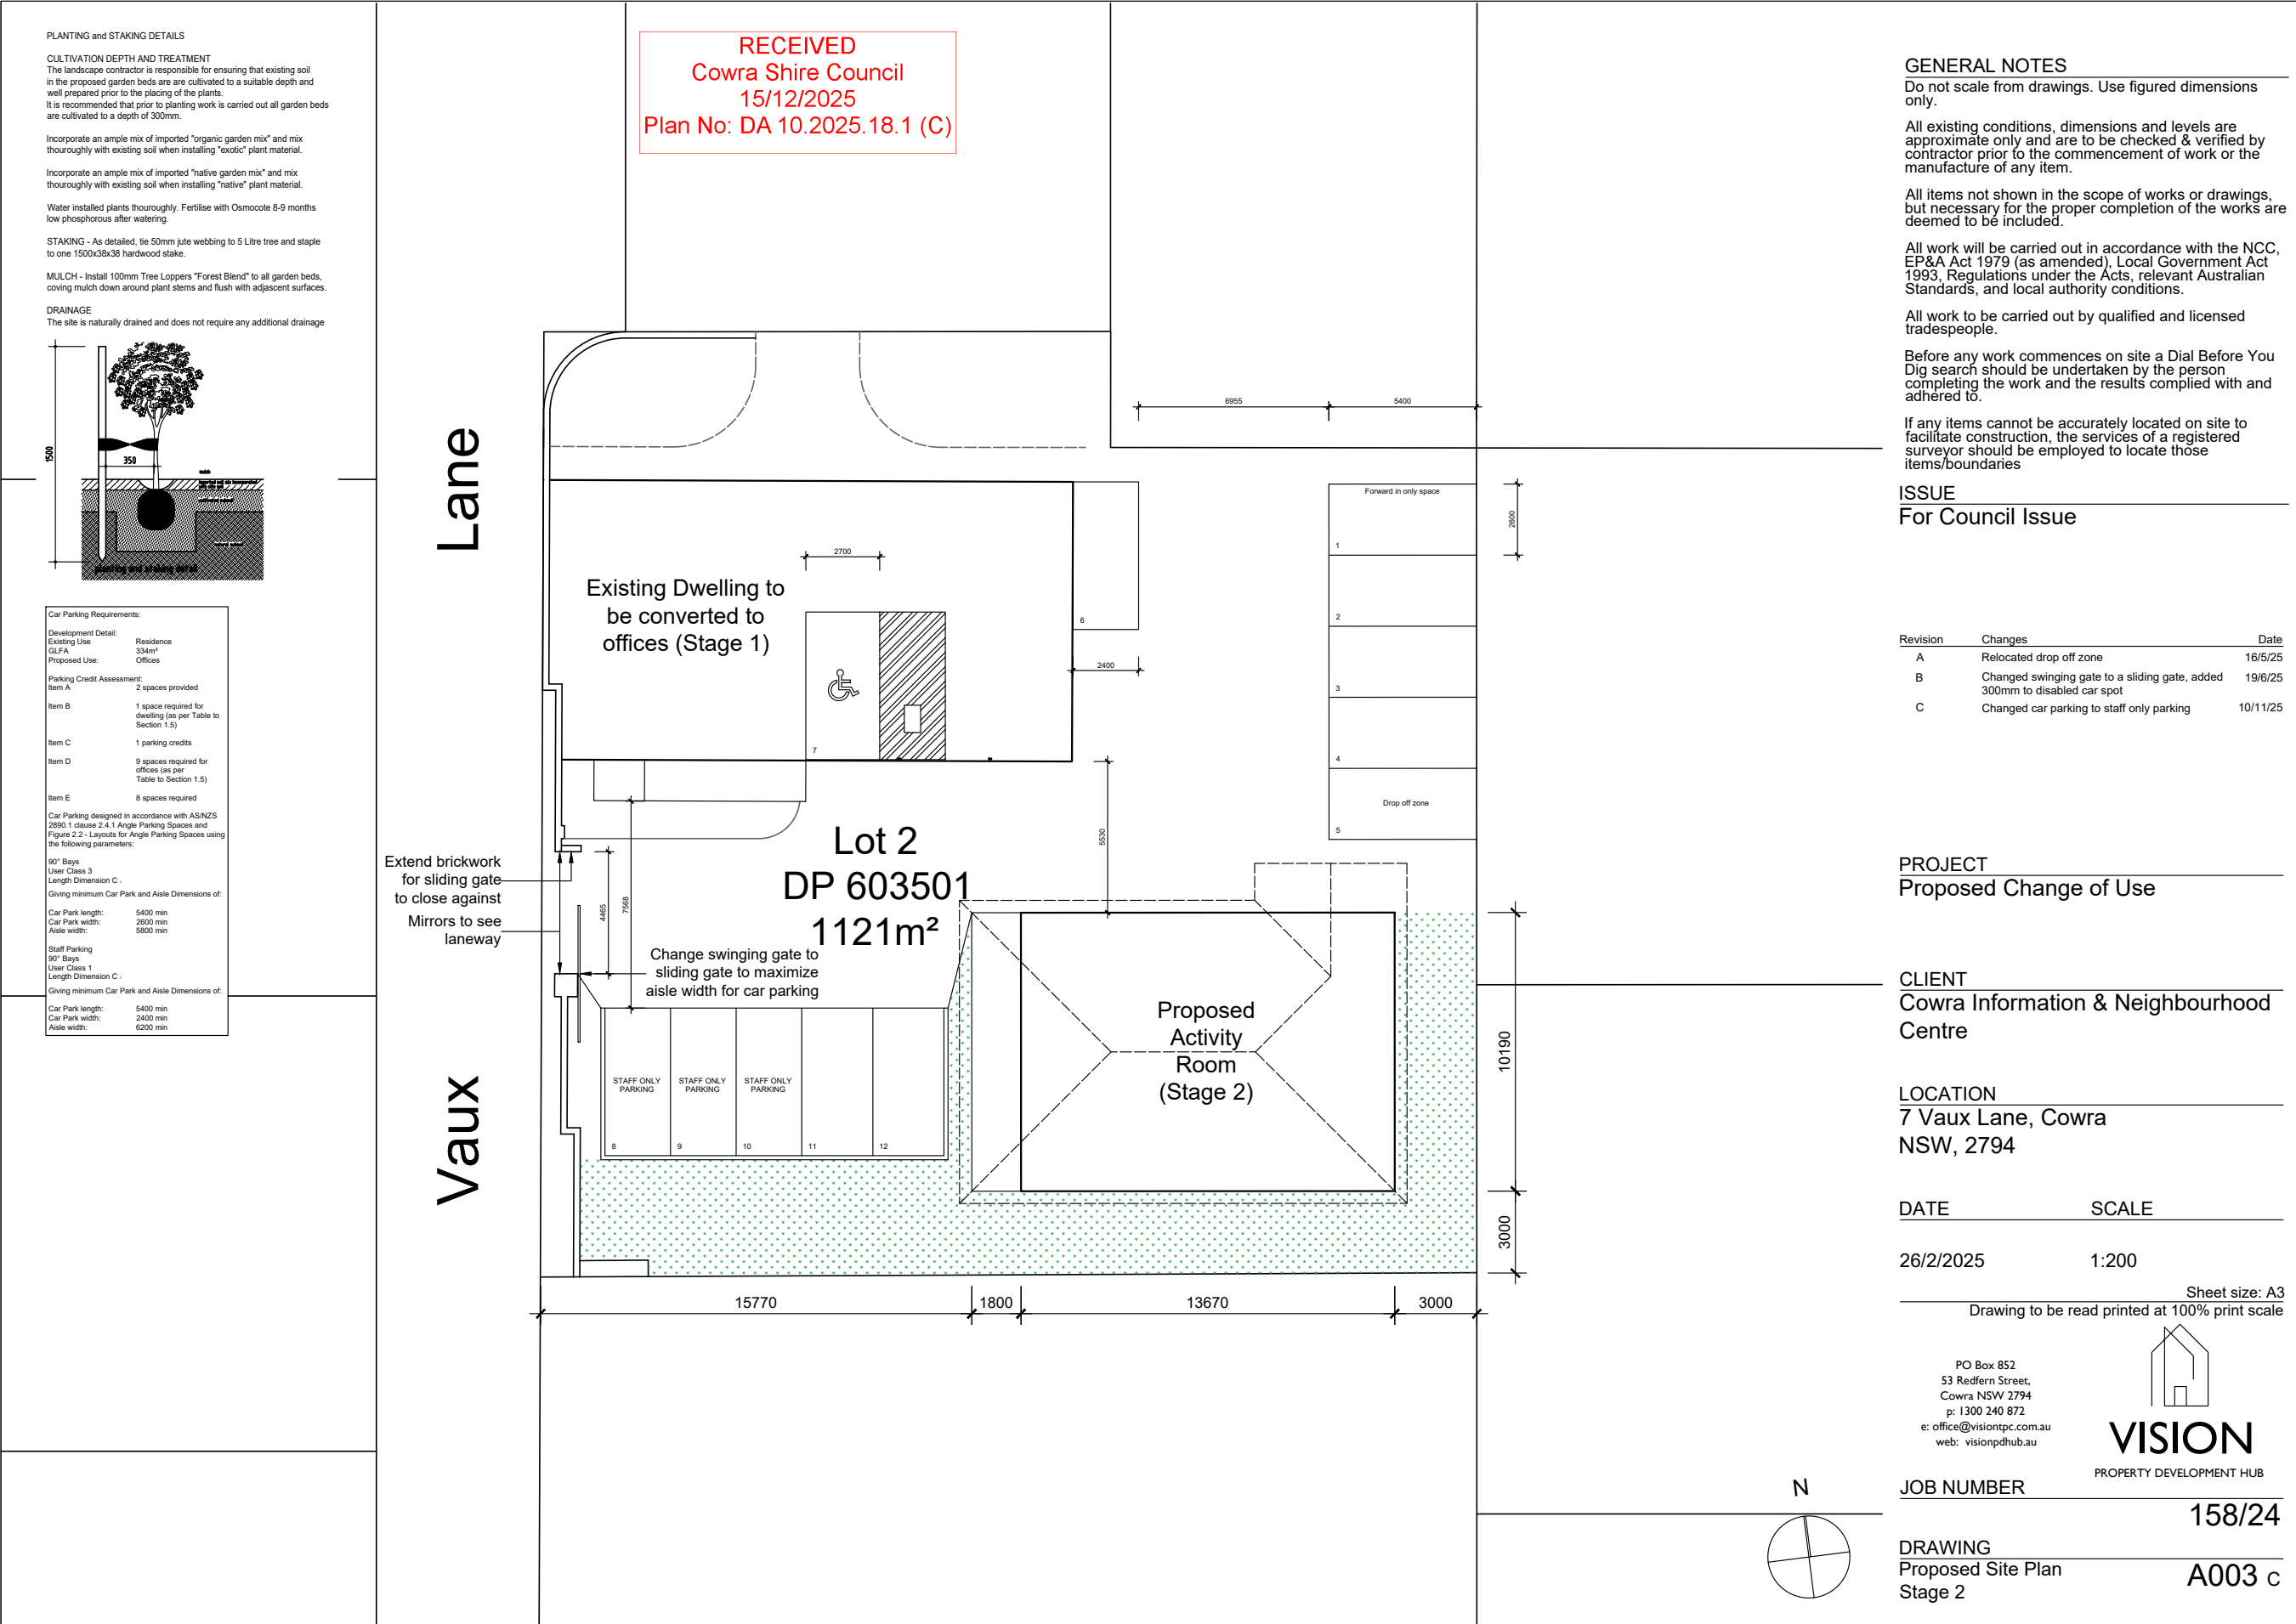 PLANTING and STAKING DETAILS
CULTIVATION DEPTH AND TREATMENT
The landscape contractor is responsible for ensuring that existing soil
in the proposed garden beds are are cultivated to a suitable depth and
well prepared prior to the placing of the plants.
It is recommended that prior to planting work is carried out all garden beds
are cultivated to a depth of 300mm.
Incorporate an ample mix of imported "organic garden mix" and mix
thouroughly with existing soil when installing "exotic" plant material.
Incorporate an ample mix of imported "native garden mix" and mix
thouroughly with existing soil when installing "native" plant material.
Water installed plants thouroughly. Fertilise with Osmocote 8-9 months
low phosphorous after watering.
STAKING - As detailed, tie 50mm jute webbing to 5 Litre tree and staple
to one 1500x38x38 hardwood stake.
MULCH - Install 100mm Tree Loppers "Forest Blend" to all garden beds,
coving mulch down around plant stems and flush with adjascent surfaces.
DRAINAGE
The site is naturally drained and does not require any additional drainage
1500
350
mulch
planting and staking detail
Car Parking Requirements:
Development Detail:
Existing Use Residence
GLFA 334m²
Proposed Use: Offices
Parking Credit Assessment:
Item A 2 spaces provided
Item B 1 space required for
dwelling (as per Table to
Section 1.5)
Item C 1 parking credits
Item D 9 spaces required for
offices (as per
Table to Section 1.5)
Item E 8 spaces required
Car Parking designed in accordance with AS/NZS
2890.1 clause 2.4.1 Angle Parking Spaces and
Figure 2.2 - Layouts for Angle Parking Spaces using
the following parameters:
90° Bays
User Class 3
Length Dimension C .
Giving minimum Car Park and Aisle Dimensions of:
Car Park length: 5400 min
Car Park width: 2600 min
Aisle width: 5800 min
Staff Parking
90° Bays
User Class 1
Length Dimension C .
Giving minimum Car Park and Aisle Dimensions of:
Car Park length: 5400 min
Car Park width: 2400 min
Aisle width: 6200 min
RECEIVED
Cowra Shire Council
15/12/2025
Plan No: DA 10.2025.18.1 (C)
Vaux Lane
6955
5400
Forward in only space
2600
1
2
3
4
Drop off zone
5
2700
Existing Dwelling to
be converted to
offices (Stage 1)
6
2400
7
5530
Lot 2
DP 603501
1121m²
Extend brickwork
for sliding gate
to close against
Mirrors to see
laneway
4465
7568
Change swinging gate to
sliding gate to maximize
aisle width for car parking
STAFF ONLY
PARKING
STAFF ONLY
PARKING
STAFF ONLY
PARKING
8
9
10
11
12
Proposed
Activity
Room
(Stage 2)
10190
3000
15770
1800
13670
3000
N
GENERAL NOTES
Do not scale from drawings. Use figured dimensions
only.
All existing conditions, dimensions and levels are
approximate only and are to be checked & verified by
contractor prior to the commencement of work or the
manufacture of any item.
All items not shown in the scope of works or drawings,
but necessary for the proper completion of the works are
deemed to be included.
All work will be carried out in accordance with the NCC,
EP&A Act 1979 (as amended), Local Government Act
1993, Regulations under the Acts, relevant Australian
Standards, and local authority conditions.
All work to be carried out by qualified and licensed
tradespeople.
Before any work commences on site a Dial Before You
Dig search should be undertaken by the person
completing the work and the results complied with and
adhered to.
If any items cannot be accurately located on site to
facilitate construction, the services of a registered
surveyor should be employed to locate those
items/boundaries
ISSUE
For Council Issue
Revision Changes Date
A Relocated drop off zone 16/5/25
B Changed swinging gate to a sliding gate, added 19/6/25
300mm to disabled car spot
C Changed car parking to staff only parking 10/11/25
PROJECT
Proposed Change of Use
CLIENT
Cowra Information & Neighbourhood
Centre
LOCATION
7 Vaux Lane, Cowra
NSW, 2794
DATE SCALE
26/2/2025 1:200
Sheet size: A3
Drawing to be read printed at 100% print scale
PO Box 852
53 Redfern Street,
Cowra NSW 2794
p: 1300 240 872
e: office@visiontpc.com.au
web: visionpdhub.au
VISION
PROPERTY DEVELOPMENT HUB
JOB NUMBER
158/24
DRAWING
Proposed Site Plan
Stage 2
A003 C